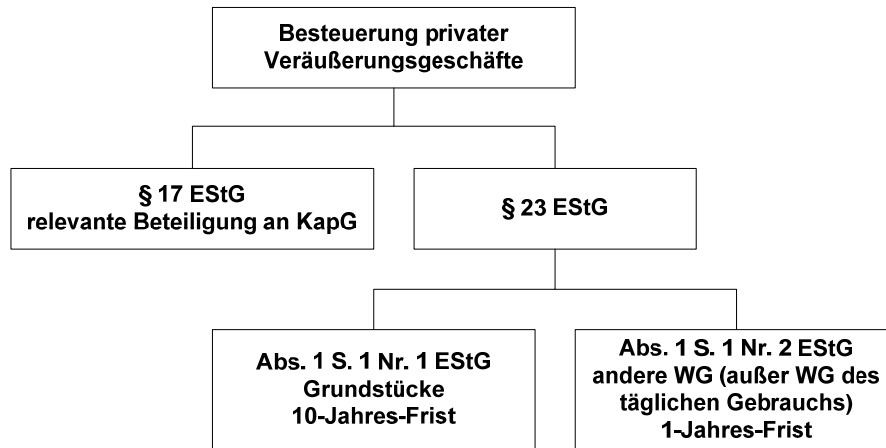 Besteuerung privater
Veräußerungsgeschäfte
§ 17 EStG
relevante Beteiligung an KapG
§ 23 EStG
Abs. 1 S. 1 Nr. 1 EStG
Grundstücke
10-Jahres-Frist
Abs. 1 S. 1 Nr. 2 EStG
andere WG (außer WG des
täglichen Gebrauchs)
1-Jahres-Frist